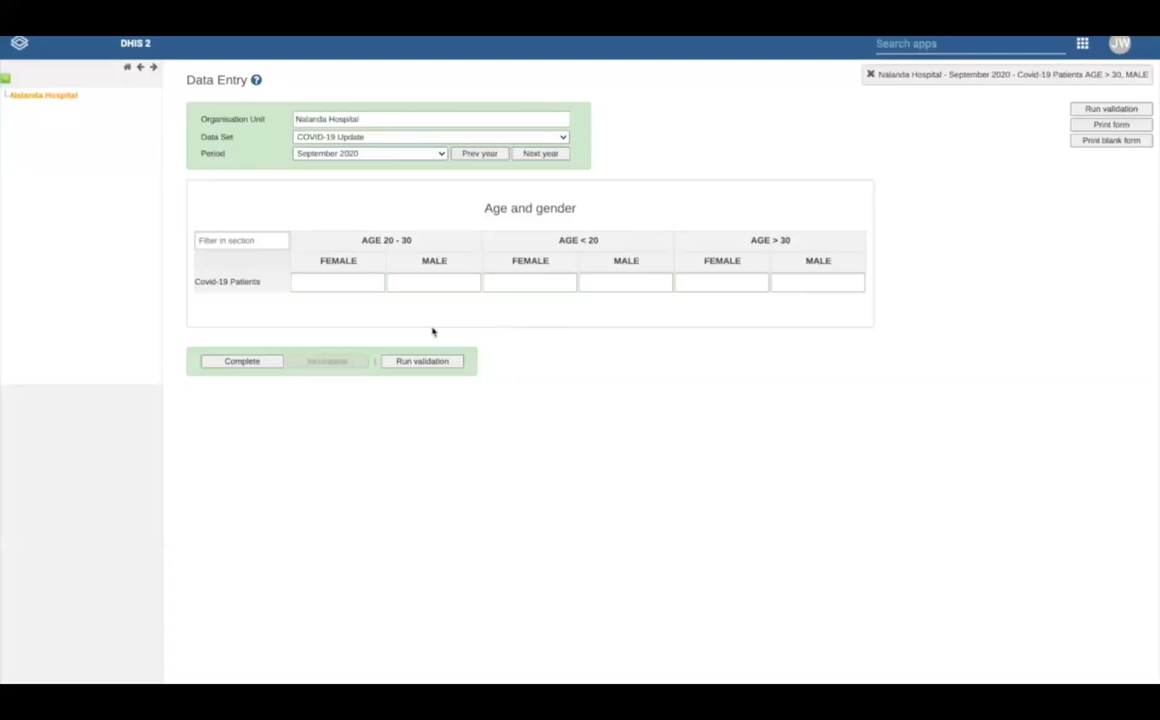 DHIS 2
Search apps
JW
Nalanda Hospital
Data Entry ?
Nalanda Hospital - September 2020 - Covid-19 Patients AGE > 30, MALE
Organisation Unit Nalanda Hospital
Data Set COVID-19 Update
Period September 2020 Prev year Next year
Run validation
Print form
Print blank form
Age and gender
Filter in section AGE 20 - 30 AGE < 20 AGE > 30
FEMALE MALE FEMALE MALE FEMALE MALE
Covid-19 Patients
Complete Incomplete | Run validation